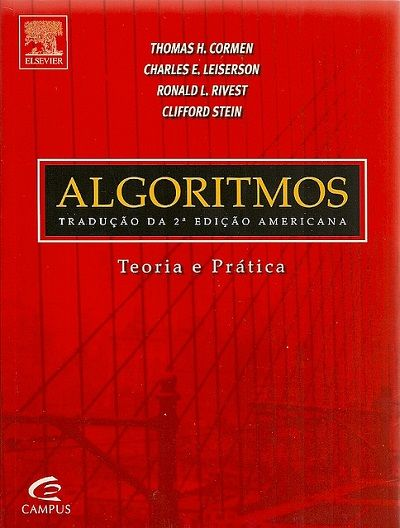 ELSEVIER
THOMAS H. CORMEN
CHARLES E. LEISERSON
RONALD L. RIVEST
CLIFFORD STEIN
ALGORITMOS
TRADUÇÃO DA 2ª EDIÇÃO AMERICANA
Teoria e Prática
CAMPUS